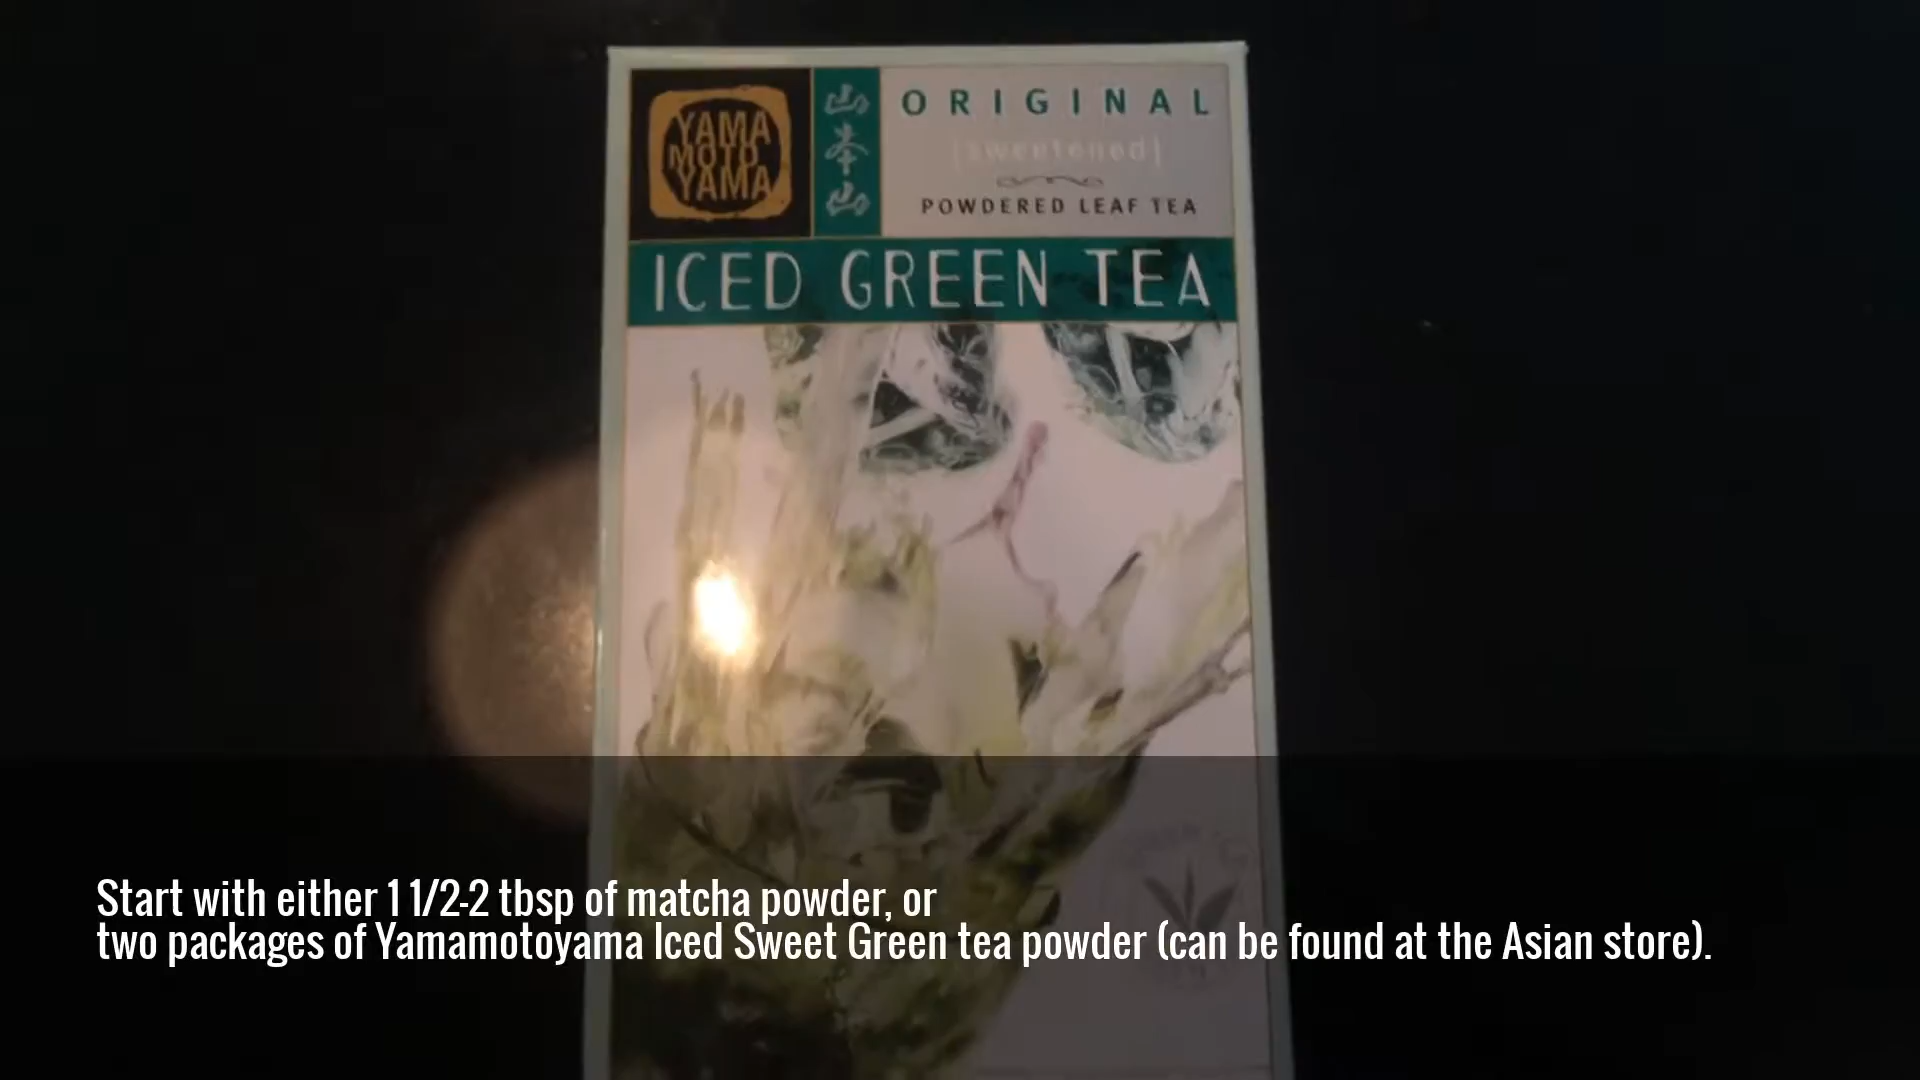 YAMA
MOTO
YAMA
山
本
山
ORIGINAL
[sweetened]
POWDERED LEAF TEA
ICED GREEN TEA
Start with either 1 1/2-2 tbsp of matcha powder, or
two packages of Yamamotoyama Iced Sweet Green tea powder (can be found at the Asian store).